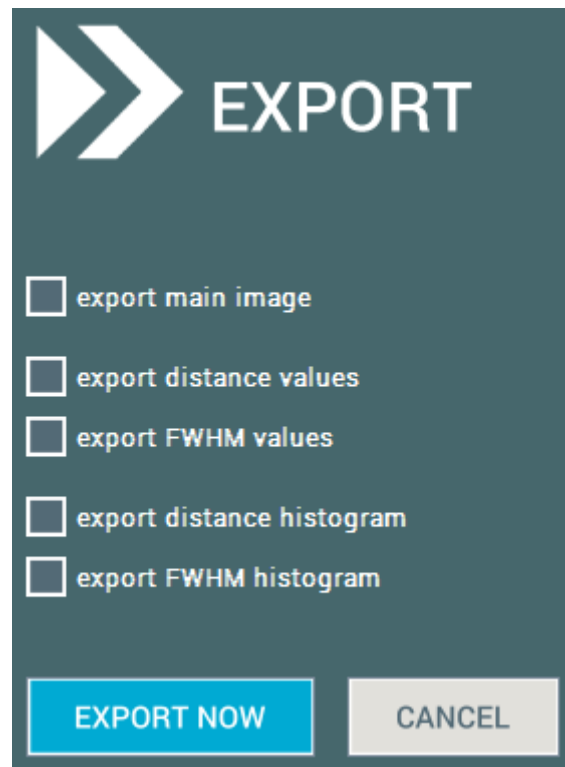 EXPORT
export main image
export distance values
export FWHM values
export distance histogram
export FWHM histogram
EXPORT NOW
CANCEL